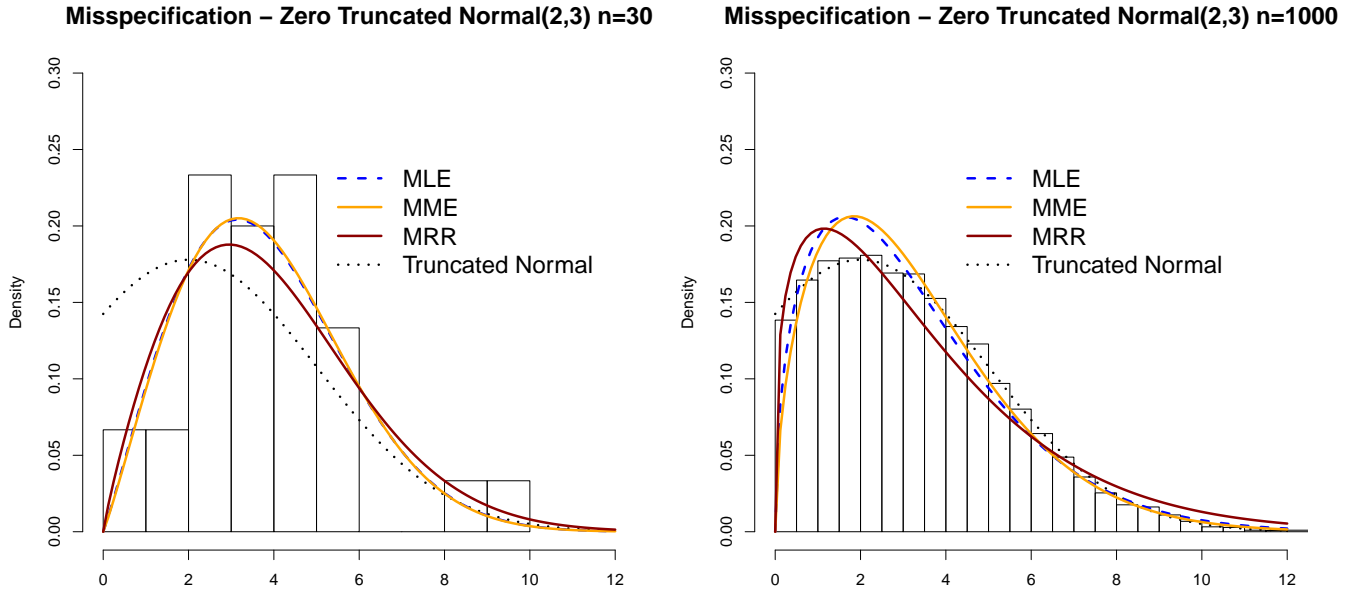 Misspecification − Zero Truncated Normal(2,3) n=30
Density
0.30
0.25
0.20
0.15
0.10
0.05
0.00
MLE
MME
MRR
Truncated Normal
0 2 4 6 8 10 12
Misspecification − Zero Truncated Normal(2,3) n=1000
Density
0.30
0.25
0.20
0.15
0.10
0.05
0.00
MLE
MME
MRR
Truncated Normal
0 2 4 6 8 10 12